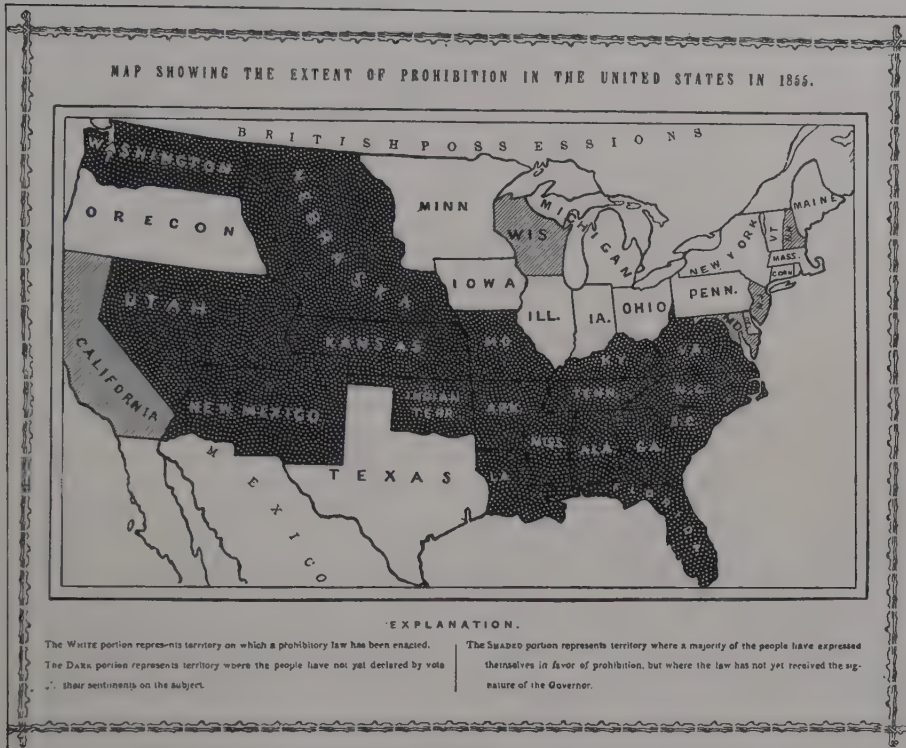 MAP SHOWING THE EXTENT OF PROHIBITION IN THE UNITED STATES IN 1855.
BRITISH POSSESSIONS
WASHINGTON
NEBRASKA
MINN
MICHIGAN
MAINE
ORECON
WIS
NEW YORK
VT
N.H.
MASS.
CONN
UTAH
IOWA
PENN.
ILL.
IA.
OHIO
N.J.
MD.
CALIFORNIA
KANSAS
MO.
KY.
VA.
NEW MEXICO
INDIAN
TERR.
ARK.
TENN.
N.C.
S.C.
MISS.
ALA.
GA.
TEXAS
LA.
FLORIDA
MEXICO
EXPLANATION.
The WHITE portion represents territory on which a prohibitory law has been enacted.
The DARK portion represents territory where the people have not yet declared by vote
their sentiments on the subject.
The SHADED portion represents territory where a majority of the people have expressed
themselves in favor of prohibition, but where the law has not yet received the sig-
nature of the Governor.